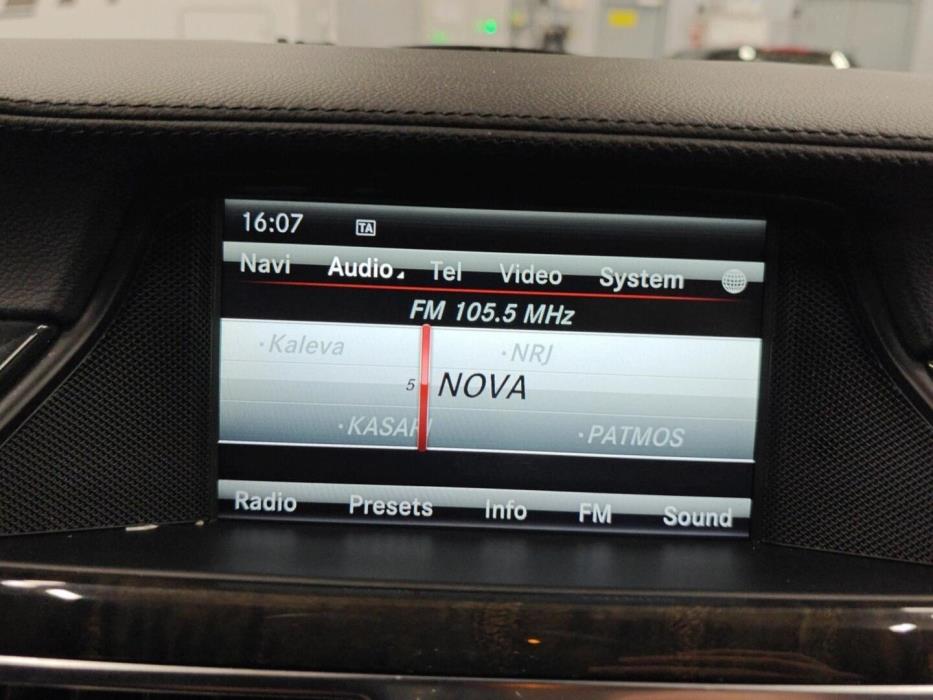 16:07 TA
Navi Audio Tel Video System
FM 105.5 MHz
·Kaleva ·NRJ
5 NOVA
·KASARI ·PATMOS
Radio Presets Info FM Sound